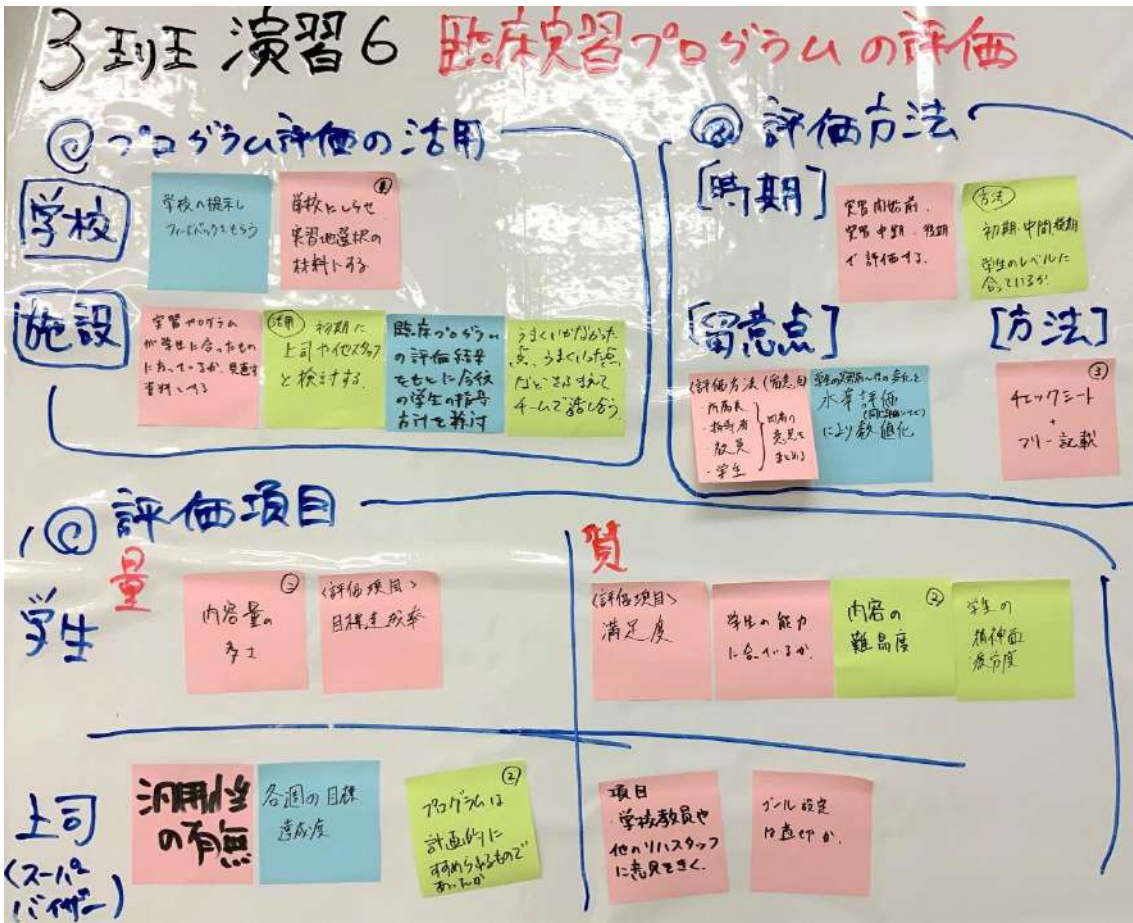 3班 演習6 臨床実習プログラムの評価
@ プログラム評価の活用
学校
学校の提示し
フィードバックをもらう
学校にしらせ
実習地選択の
材料にする
施設
実習プログラム
が学生に合ったもの
になっているか、見直す
資料とする
活用 初期に
上司や他スタッフ
と検討する。
臨床プログラム
の評価結果
をもとに今後
の学生の指導
方針を検討
うまくいかなかった
点、うまくいった点
などをふまえて
チームで話し合う。
評価方法
[時期]
実習開始前、
実習中期・後期
で評価する。
方法
初期・中間、後期
学生のレベルに
合っているか
[留意点]
(評価方法(留意点)
・所属長
・指導者
・教員
・学生
四者の
意見を
まとめる
水準評価
により数値化
[方法]
③
チェックシート
+
フリー記載
© 評価項目
量
質
学生
内容量の
多さ
〈評価項目〉
目標達成率
〈評価項目〉
満足度
学生の能力
に合っているか
②
内容の
難易度
学生の
精神面
疲労度
上司
(スーパー
バイザー)
汎用性
の有無
各週の目標
達成度
②
プログラムは
計画的に
すすめられるもので
あったか
項目
・学校教員や
他のリハスタッフ
に意見をきく。
ゴール設定
は適切か。